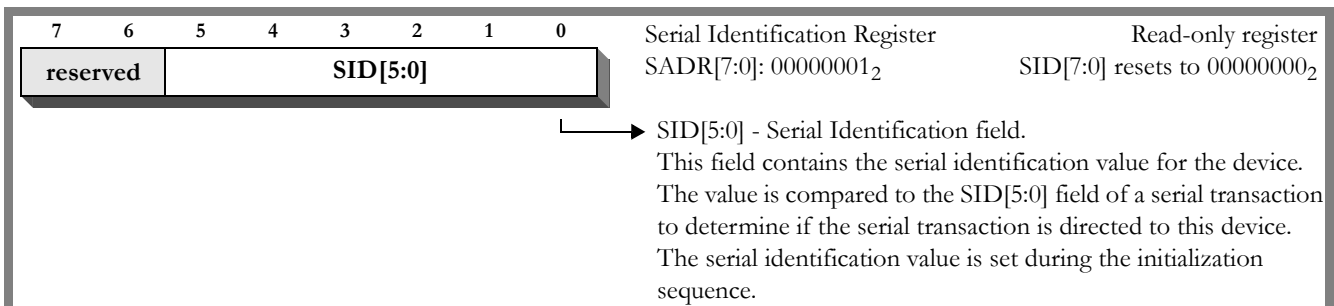 7 6 5 4 3 2 1 0
reserved SID[5:0]
Serial Identification Register Read-only register
SADR[7:0]: 00000001₂ SID[7:0] resets to 00000000₂
SID[5:0] - Serial Identification field.
This field contains the serial identification value for the device.
The value is compared to the SID[5:0] field of a serial transaction
to determine if the serial transaction is directed to this device.
The serial identification value is set during the initialization
sequence.